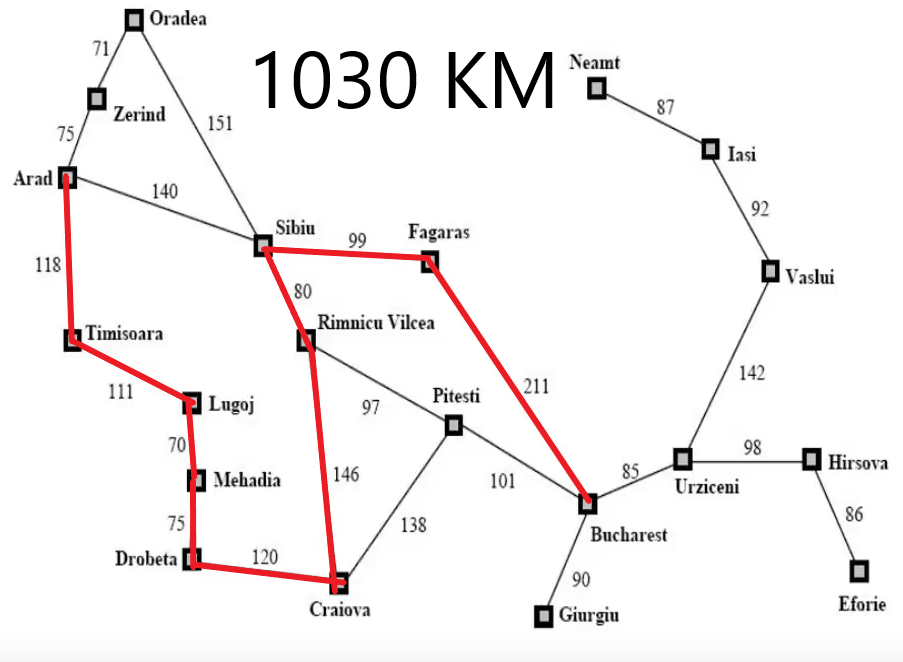 Oradea
71
1030 KM
Neamt
Zerind
87
151
75
Iasi
Arad
140
92
Sibiu
Fagaras
99
118
Vaslui
80
Rimnicu Vilcea
Timisoara
142
211
111
Pitesti
Lugoj
97
70
98
Mehadia
146
101
85
Urziceni
Hirsova
75
138
86
Bucharest
Drobeta
120
90
Craiova
Giurgiu
Eforie